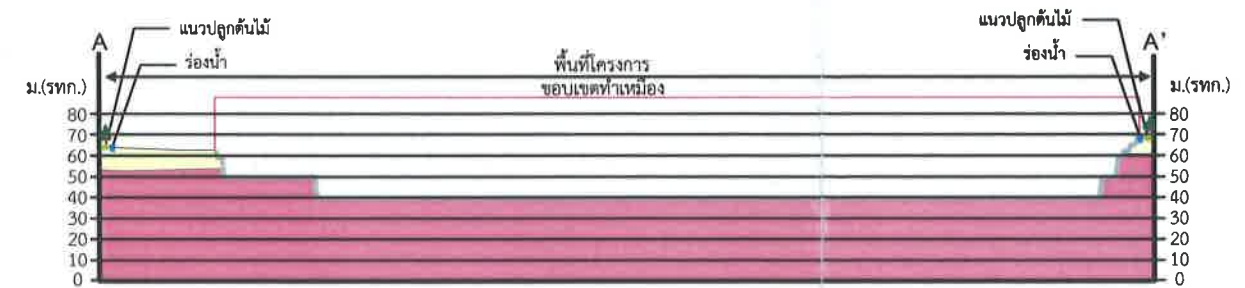 แนวปลูกต้นไม้
แนวปลูกต้นไม้
A
A'
ร่องน้ำ
ร่องน้ำ
พื้นที่โครงการ
ม.(รทก.)
ขอบเขตทำเหมือง
ม.(รทก.)
80
80
70
70
60
60
50
50
40
40
30
30
20
20
10
10
0
0